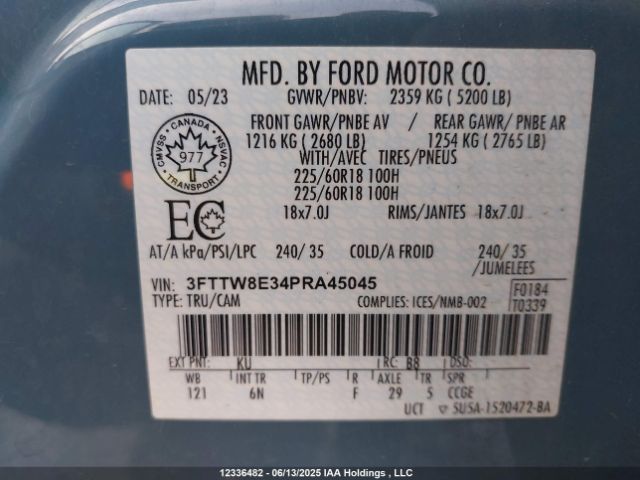 MFD. BY FORD MOTOR CO.
DATE: 05/23 GVWR/PNBV: 2359 KG ( 5200 LB)
FRONT GAWR/PNBE AV / REAR GAWR/ PNBE AR
1216 KG ( 2680 LB) 1254 KG ( 2765 LB)
WITH/AVEC TIRES/PNEUS
225/60R18 100H
225/60R18 100H
18x7.0J RIMS/JANTES 18x7.0J
CMVSS · CANADA · NSVAC
977
TRANSPORT
EC
AT/A kPa/PSI/LPC 240/ 35 COLD/A FROID 240/ 35
/JUMELEES
VIN: 3FTTW8E34PRA45045
F0184
TYPE: TRU/CAM COMPLIES: ICES/NMB-002
T0339
EXT PNT: KU RC: B8 DSO:
WB INT TR TP/PS R AXLE TR SPR
121 6N F 29 5 CCGE
UCT ▽ SU5A-1520472-BA
12336482 - 06/13/2025 IAA Holdings , LLC